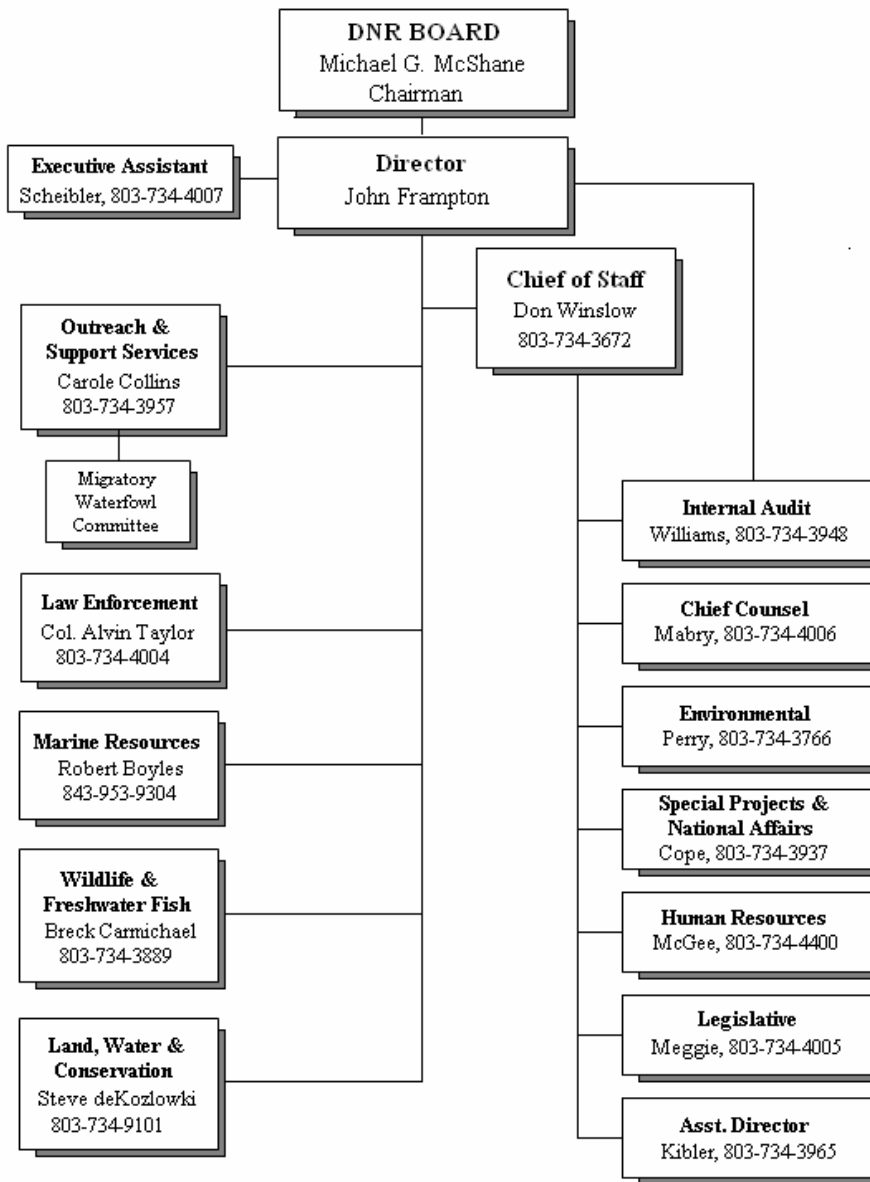 DNR BOARD
Michael G. McShane
Chairman
Director
John Frampton
Executive Assistant
Scheibler, 803-734-4007
Chief of Staff
Don Winslow
803-734-3672
Outreach &
Support Services
Carole Collins
803-734-3957
Migratory
Waterfowl
Committee
Law Enforcement
Col. Alvin Taylor
803-734-4004
Marine Resources
Robert Boyles
843-953-9304
Wildlife &
Freshwater Fish
Breck Carmichael
803-734-3889
Land, Water &
Conservation
Steve deKozlowki
803-734-9101
Internal Audit
Williams, 803-734-3948
Chief Counsel
Mabry, 803-734-4006
Environmental
Perry, 803-734-3766
Special Projects &
National Affairs
Cope, 803-734-3937
Human Resources
McGee, 803-734-4400
Legislative
Meggie, 803-734-4005
Asst. Director
Kibler, 803-734-3965